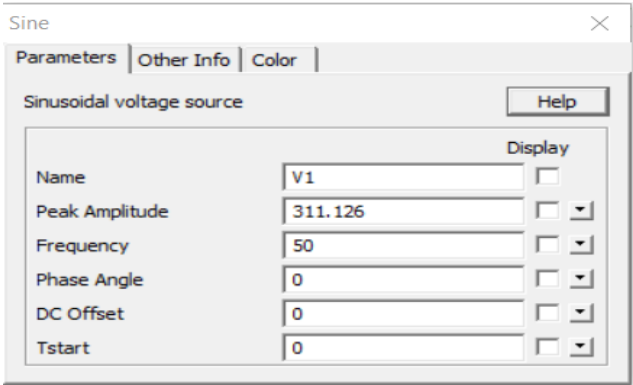 Sine
Parameters Other Info Color
Sinusoidal voltage source Help
Display
Name V1
Peak Amplitude 311.126
Frequency 50
Phase Angle 0
DC Offset 0
Tstart 0